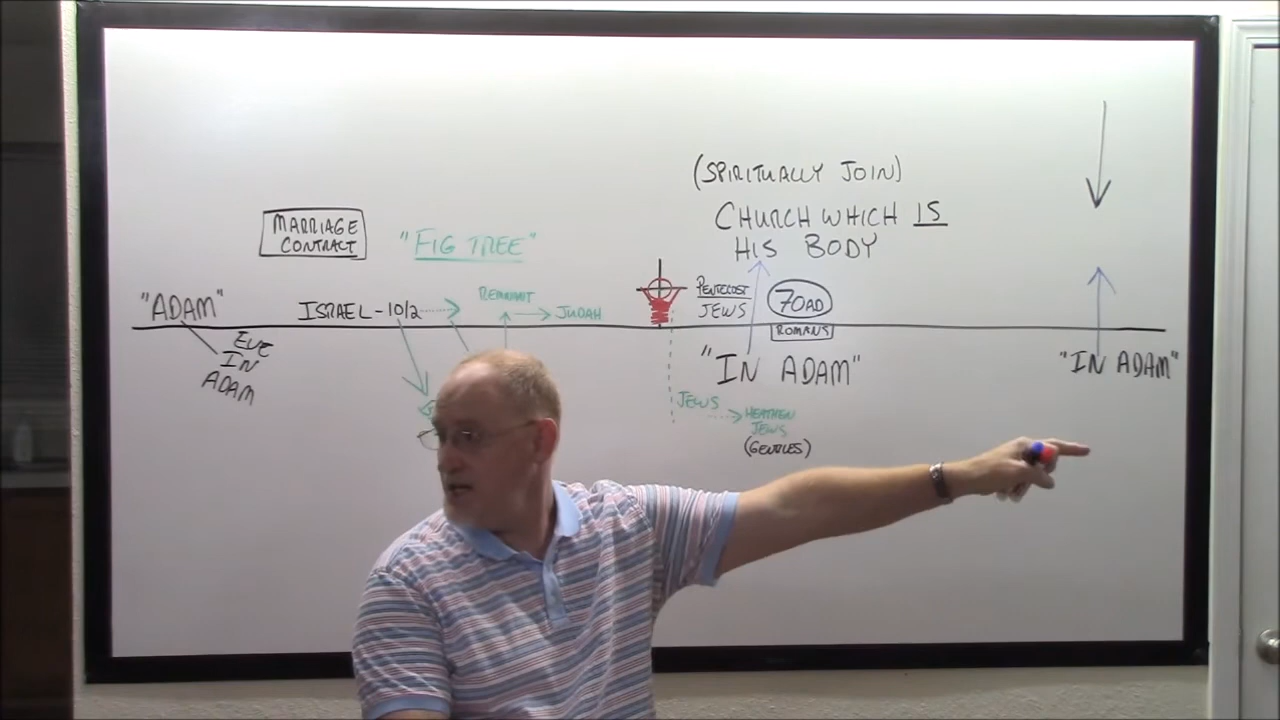 (SPIRITUALLY JOIN)
CHURCH WHICH IS
HIS BODY
MARRIAGE
CONTRACT
"FIG TREE"
"ADAM"
EVE
IN
ADAM
ISRAEL - 10/2
REMNANT
JUDAH
PENTECOST
JEWS
70AD
ROMANS
"IN ADAM"
JEWS
HEATHEN
JEWS
(GENTILES)
"IN ADAM"